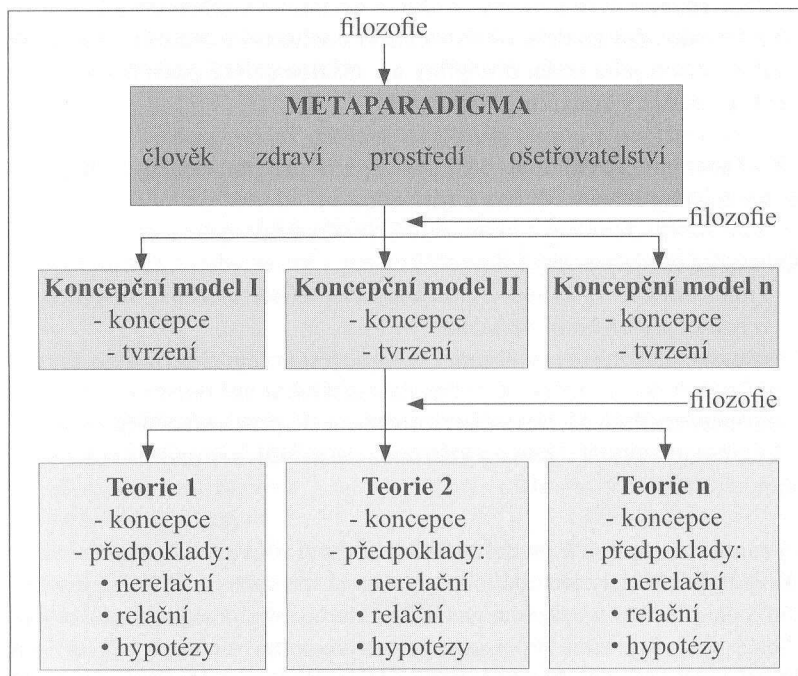 filozofie
METAPARADIGMA
člověk zdraví prostředí ošetřovatelství
filozofie
Koncepční model I
- koncepce
- tvrzení
Koncepční model II
- koncepce
- tvrzení
Koncepční model n
- koncepce
- tvrzení
filozofie
Teorie 1
- koncepce
- předpoklady:
• nerelační
• relační
• hypotézy
Teorie 2
- koncepce
- předpoklady:
• nerelační
• relační
• hypotézy
Teorie n
- koncepce
- předpoklady:
• nerelační
• relační
• hypotézy